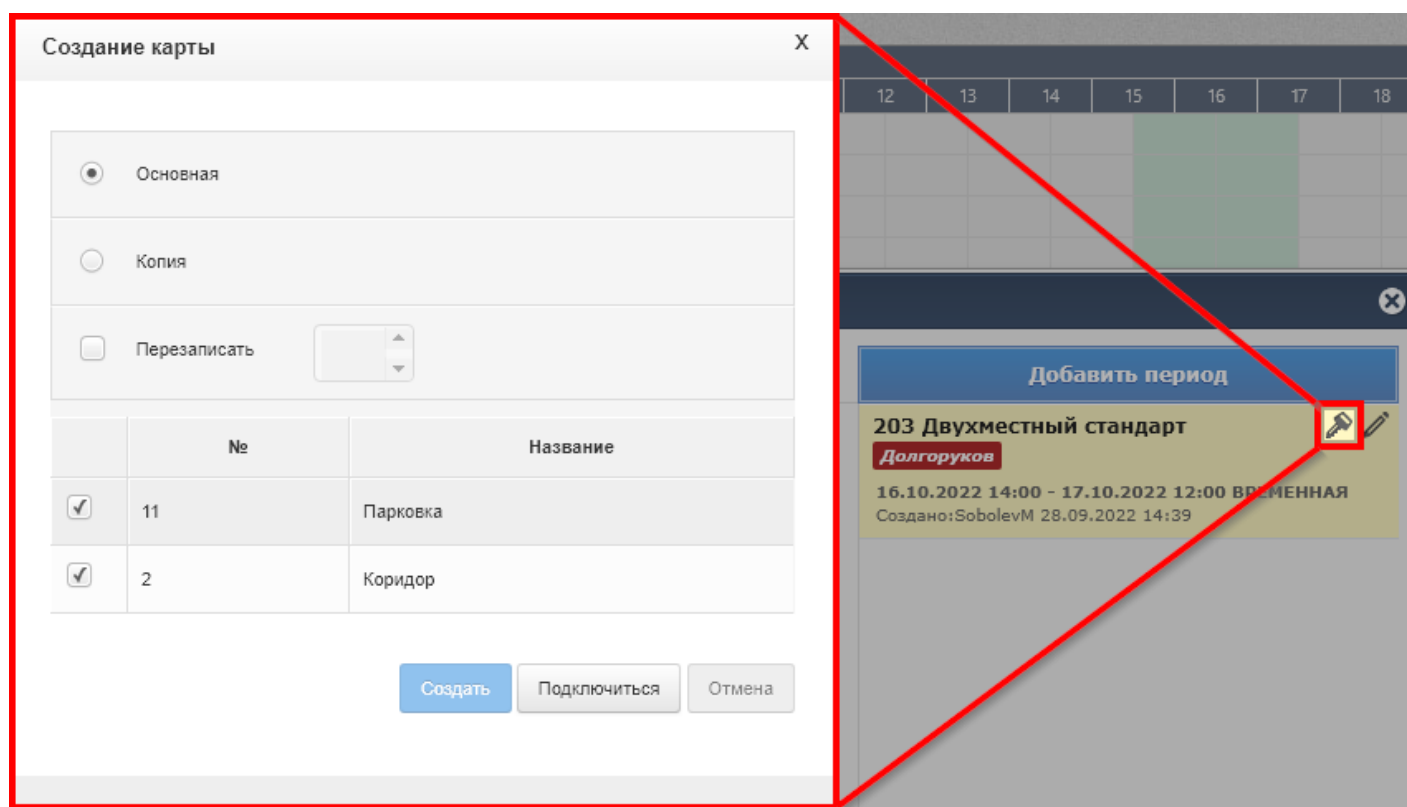 Создание карты X
Основная
Копия
Перезаписать
№ Название
11 Парковка
2 Коридор
Создать Подключиться Отмена
12 13 14 15 16 17 18
Добавить период
203 Двухместный стандарт
Долгоруков
16.10.2022 14:00 - 17.10.2022 12:00 ВРЕМЕННАЯ
Создано:SobolevM 28.09.2022 14:39